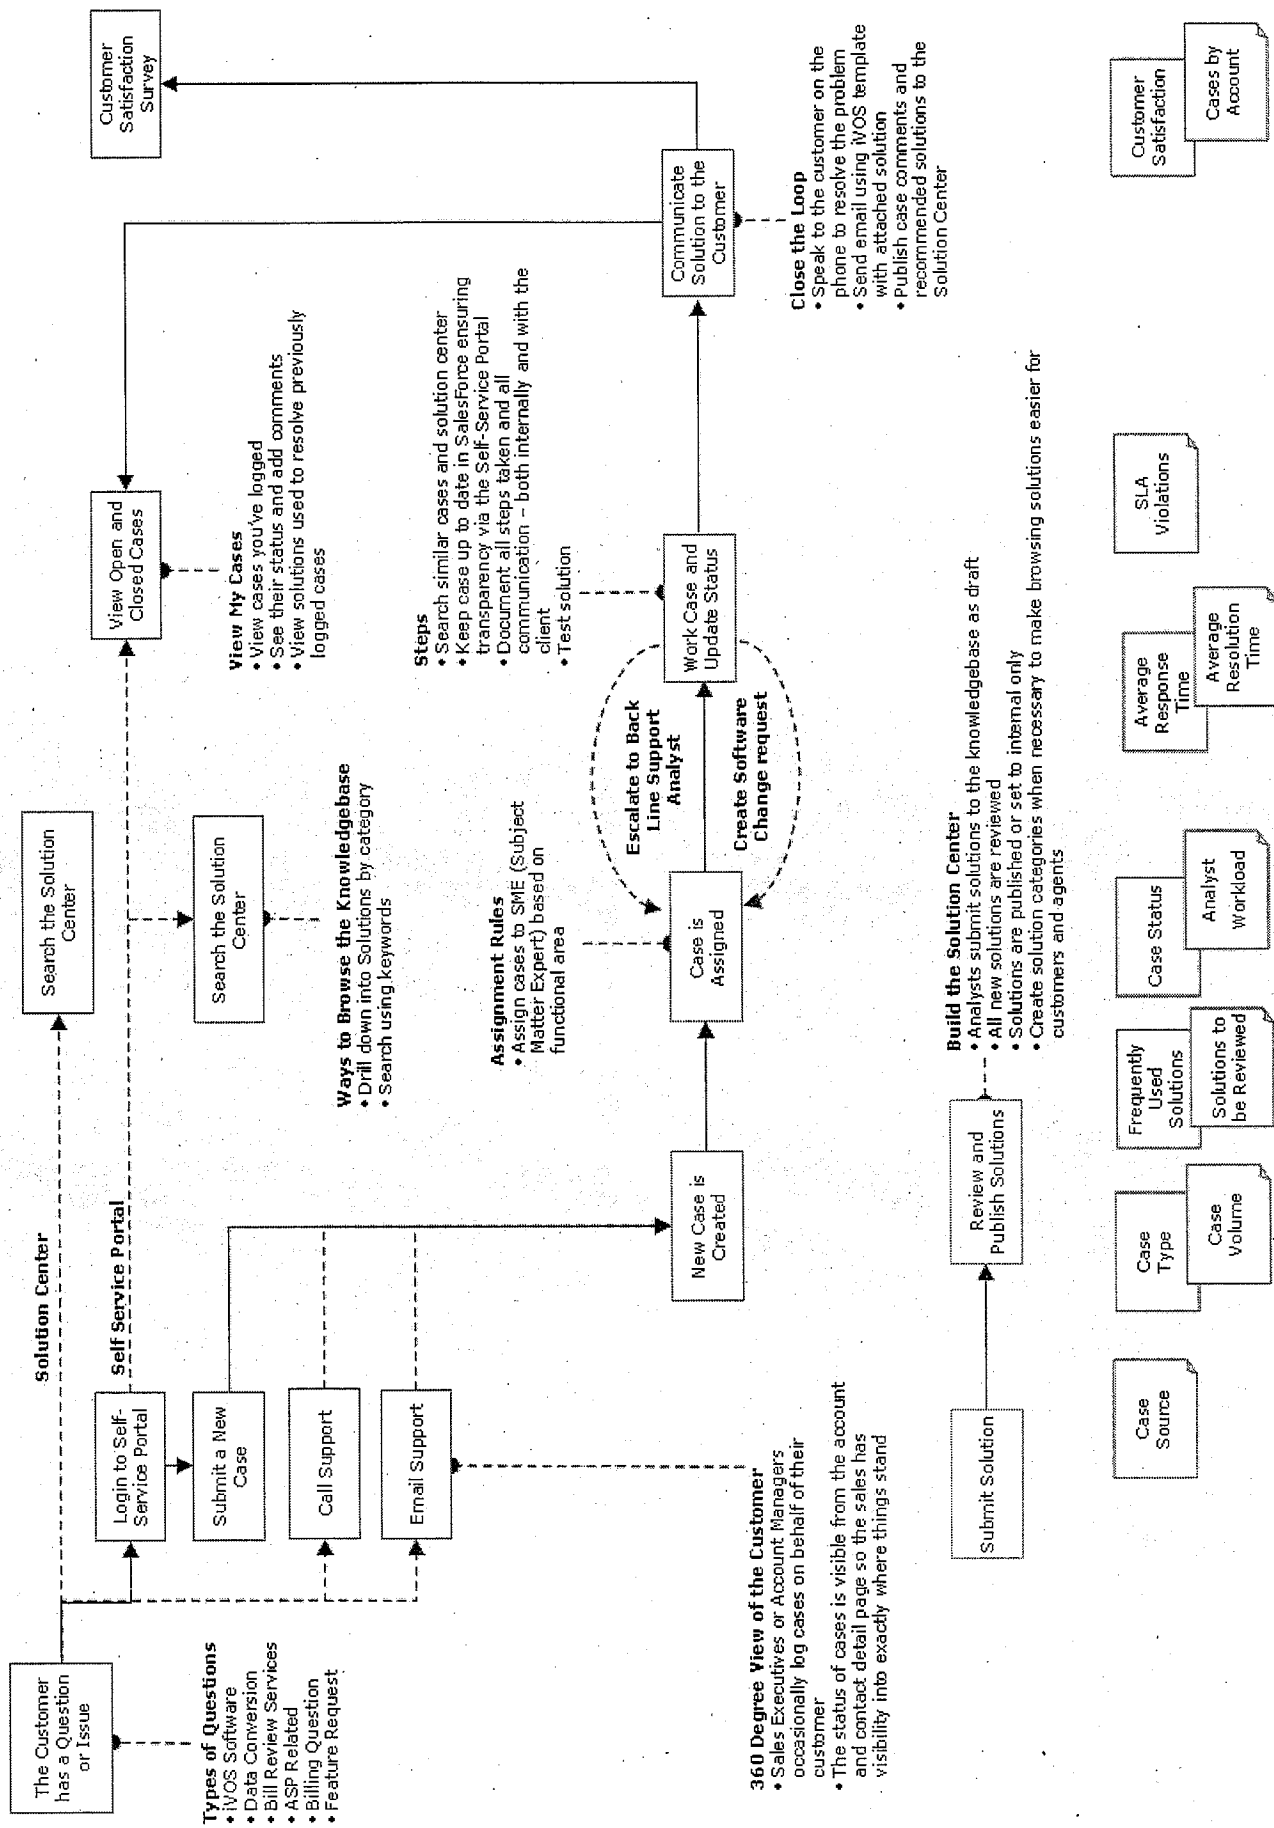 The Customer
has a Question
or Issue
Types of Questions
• iVOS Software
• Data Conversion
• Bill Review Services
• ASP Related
• Billing Question
• Feature Request
Solution Center
Self Service Portal
Login to Self-
Service Portal
Submit a New
Case
Call Support
Email Support
360 Degree View of the Customer
• Sales Executives or Account Managers
occasionally log cases on behalf of their
customer
• The status of cases is visible from the account
and contact detail page so the sales has
visibility into exactly where things stand
Search the Solution
Center
Search the Solution
Center
Ways to Browse the Knowledgebase
• Drill down into Solutions by category
• Search using keywords
View Open and
Closed Cases
View My Cases
• View cases you've logged
• See their status and add comments
• View solutions used to resolve previously
logged cases
Customer
Satisfaction
Survey
New Case is
Created
Assignment Rules
• Assign cases to SME (Subject
Matter Expert) based on
functional area
Case is
Assigned
Escalate to Back
Line Support
Analyst
Create Software
Change request
Steps
• Search similar cases and solution center
• Keep case up to date in SalesForce ensuring
transparency via the Self-Service Portal
• Document all steps taken and all
communication – both internally and with the
client
• Test solution
Work Case and
Update Status
Communicate
Solution to the
Customer
Close the Loop
• Speak to the customer on the
phone to resolve the problem
• Send email using iVOS template
with attached solution
• Publish case comments and
recommended solutions to the
Solution Center
Submit Solution
Review and
Publish Solutions
Build the Solution Center
• Analysts submit solutions to the knowledgebase as draft
• All new solutions are reviewed
• Solutions are published or set to internal only
• Create solution categories when necessary to make browsing solutions easier for
customers and agents
Case
Source
Case
Type
Case
Volume
Frequently
Used
Solutions
Solutions to
be Reviewed
Case Status
Analyst
Workload
Average
Response
Time
Average
Resolution
Time
SLA
Violations
Customer
Satisfaction
Cases by
Account